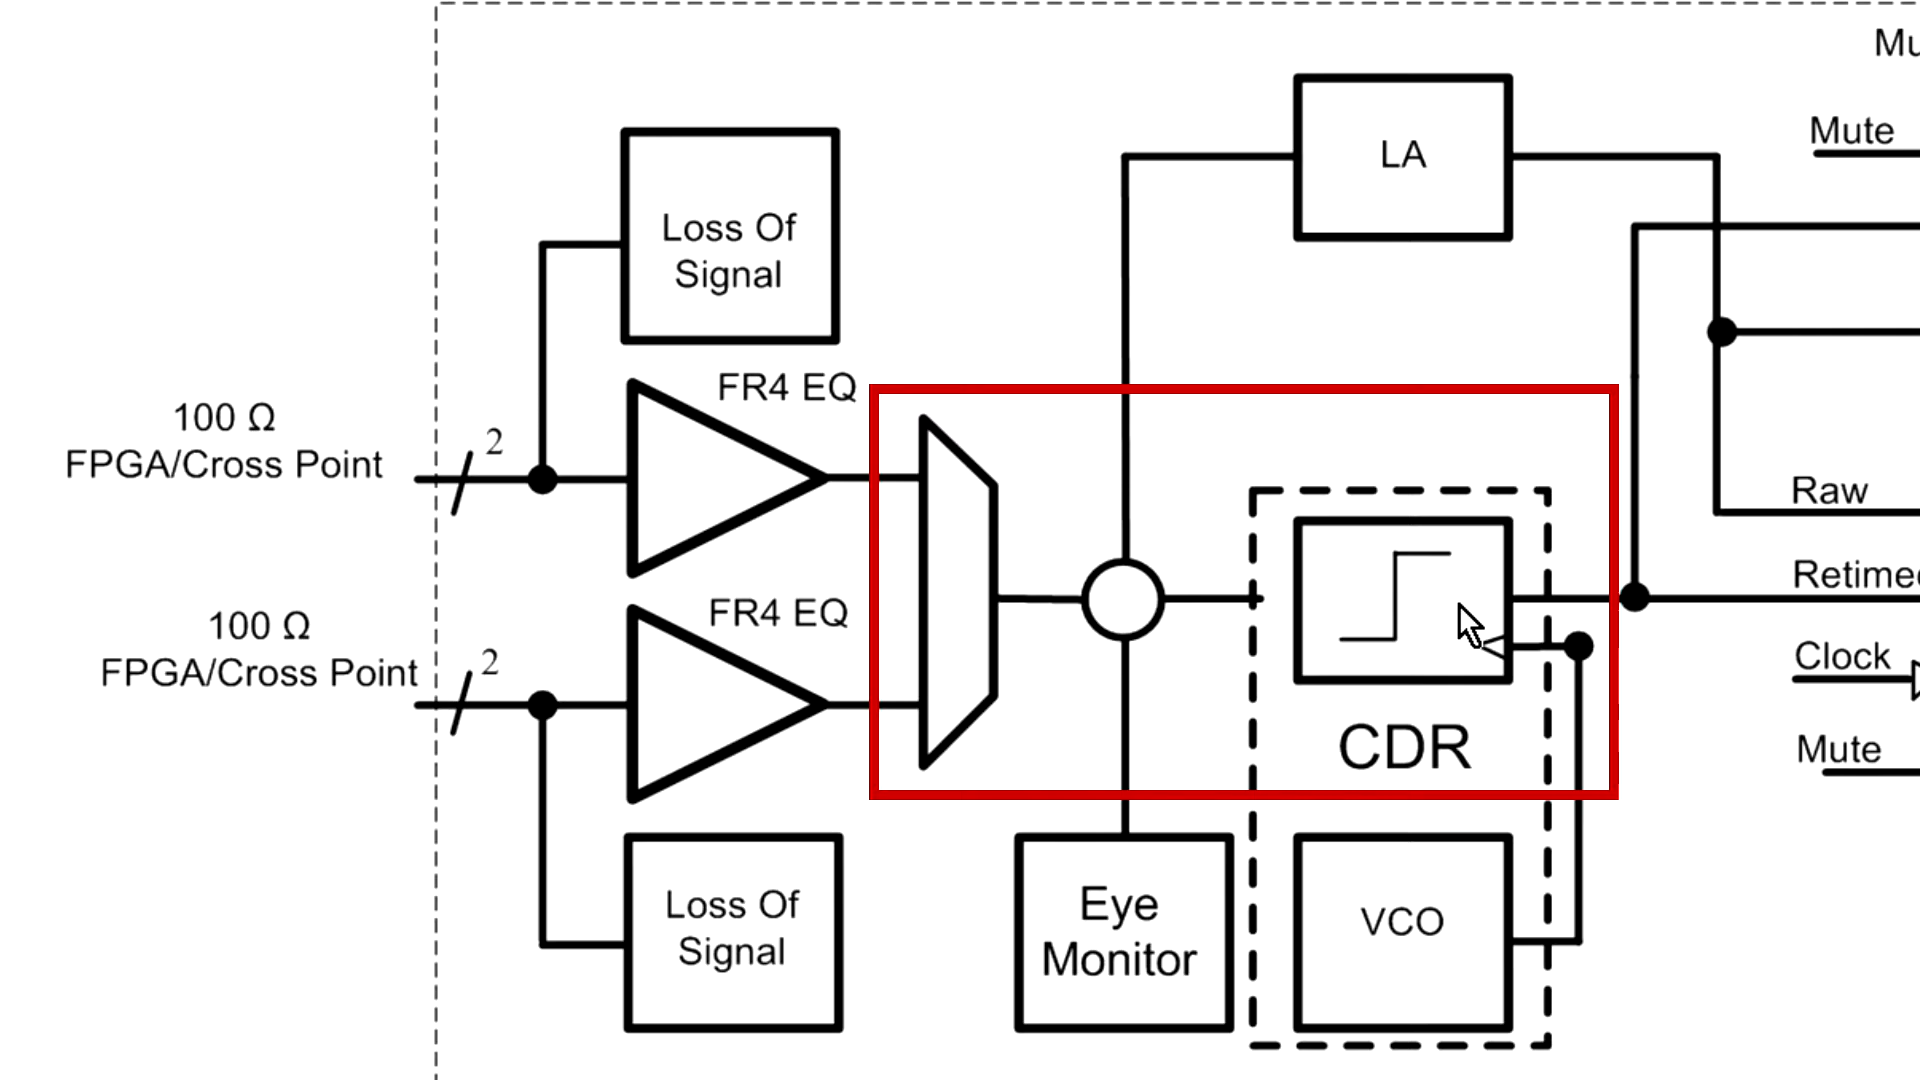 Mu
Mute
LA
Loss Of
Signal
FR4 EQ
100 Ω
FPGA/Cross Point
2
Raw
Retimed
FR4 EQ
100 Ω
FPGA/Cross Point
2
Clock
CDR
Mute
Loss Of
Signal
Eye
Monitor
VCO